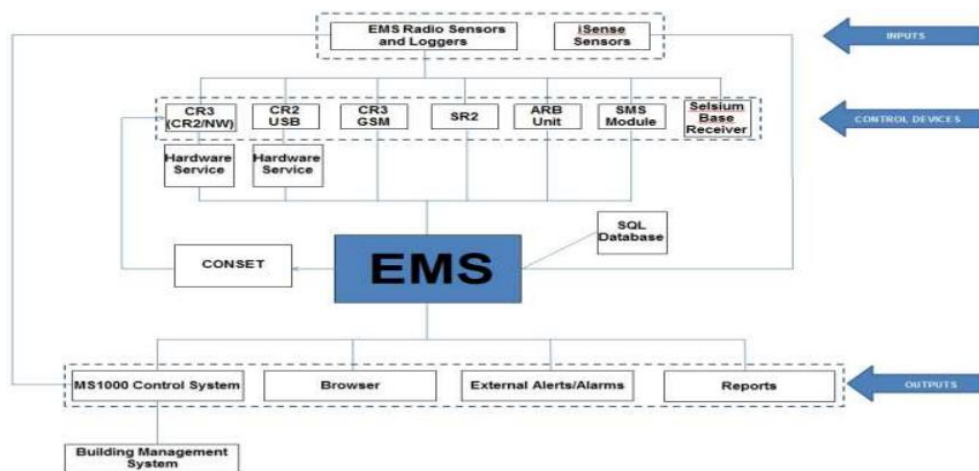 EMS Radio Sensors
and Loggers
iSense
Sensors
INPUTS
CR3
(CR2/NW)
CR2
USB
CR3
GSM
SR2
ARB
Unit
SMS
Module
Selsium
Base
Receiver
CONTROL DEVICES
Hardware
Service
Hardware
Service
SQL
Database
CONSET
EMS
MS1000 Control System
Browser
External Alerts/Alarms
Reports
OUTPUTS
Building Management
System